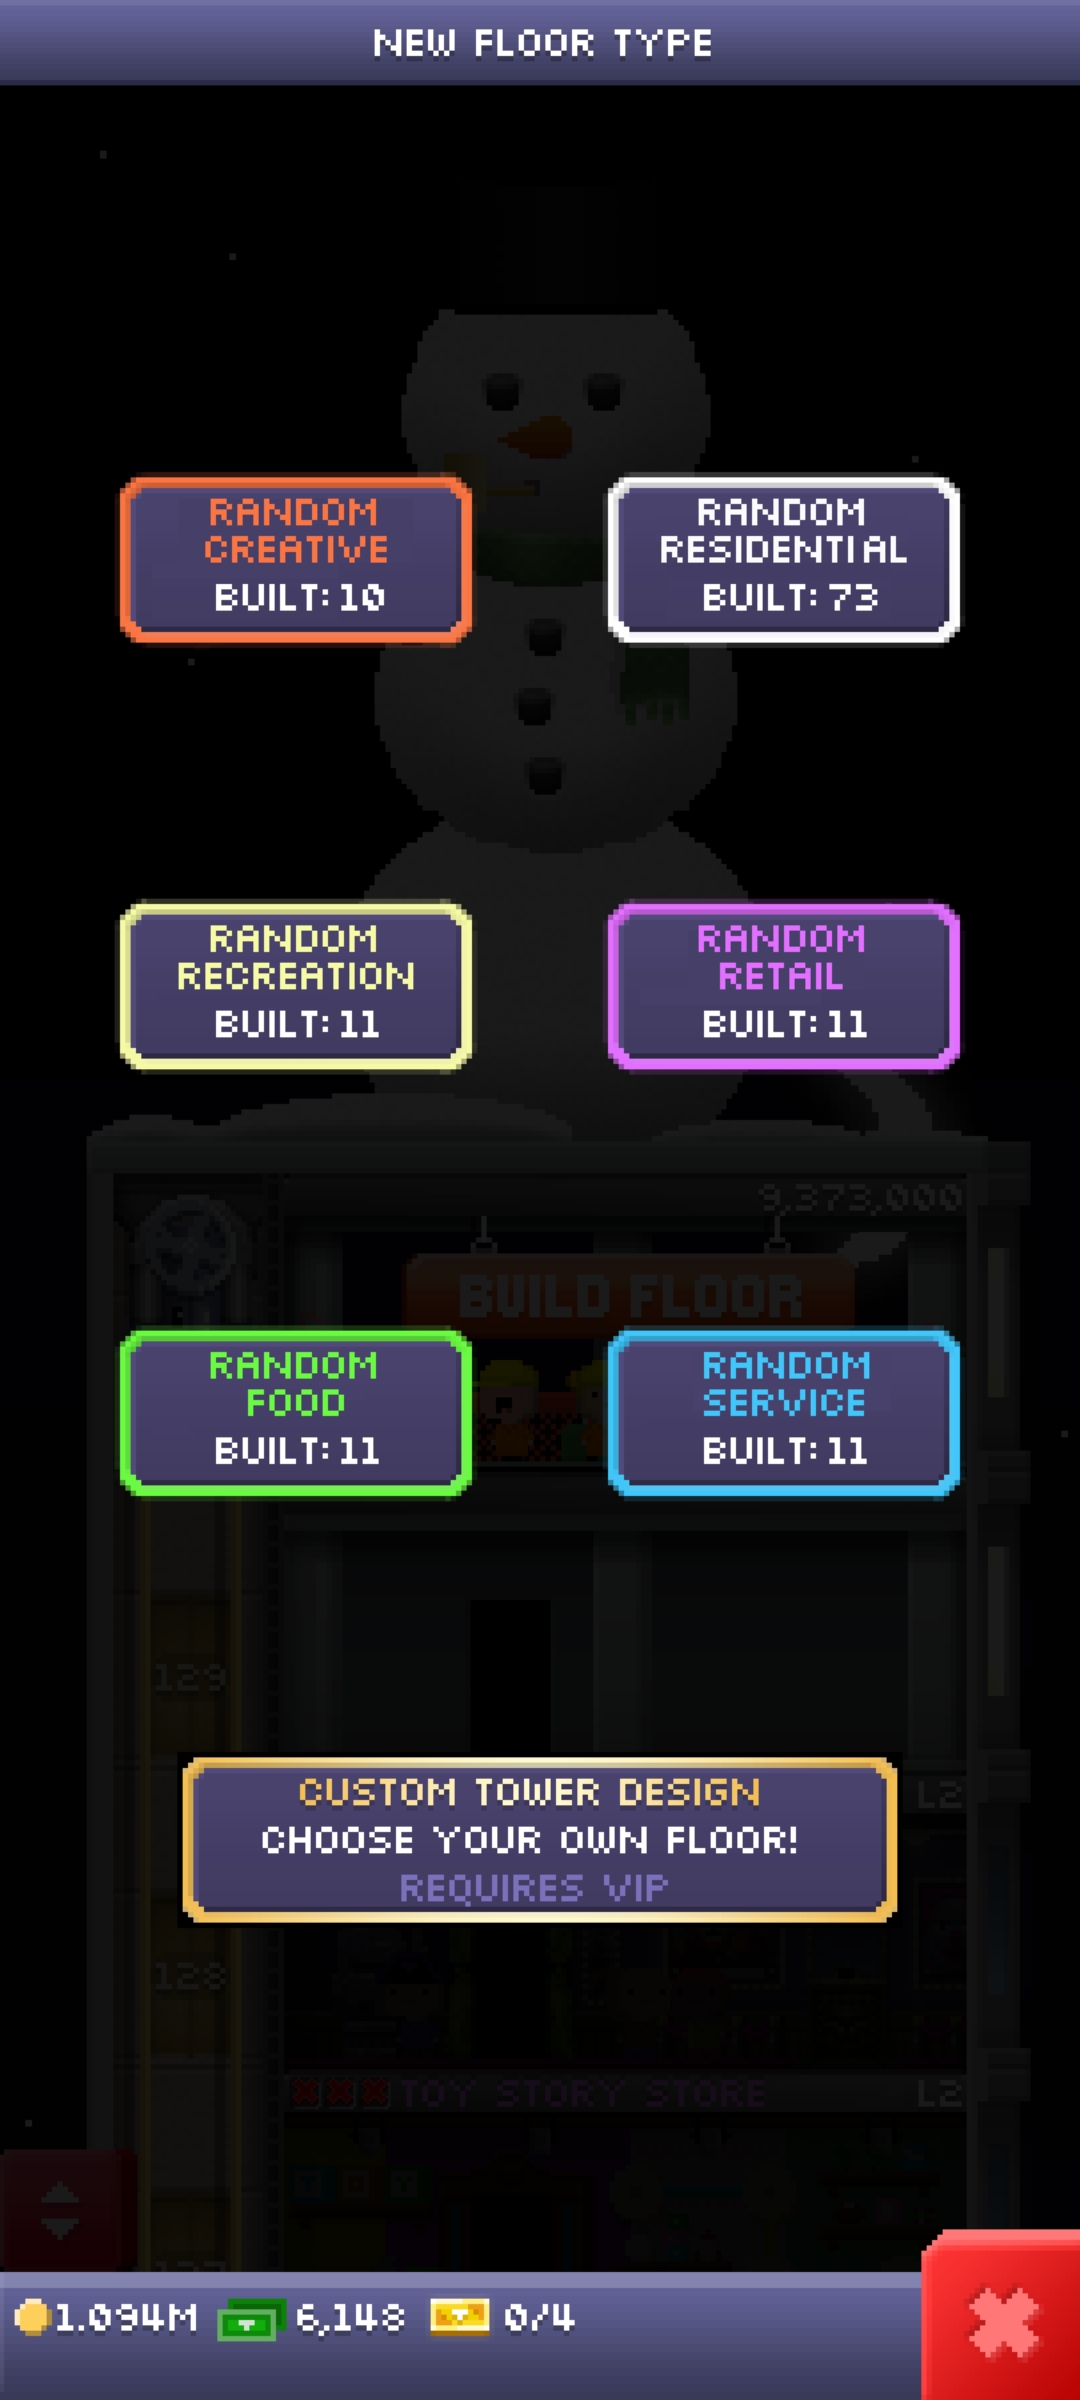 NEW FLOOR TYPE
RANDOM
CREATIVE
BUILT: 10
RANDOM
RESIDENTIAL
BUILT: 73
RANDOM
RECREATION
BUILT: 11
RANDOM
RETAIL
BUILT: 11
9,373,000
BUILD FLOOR
RANDOM
FOOD
BUILT: 11
RANDOM
SERVICE
BUILT: 11
129
CUSTOM TOWER DESIGN
CHOOSE YOUR OWN FLOOR!
REQUIRES VIP
L2
128
TOY STORY STORE
L2
1.094M 6,148 0/4